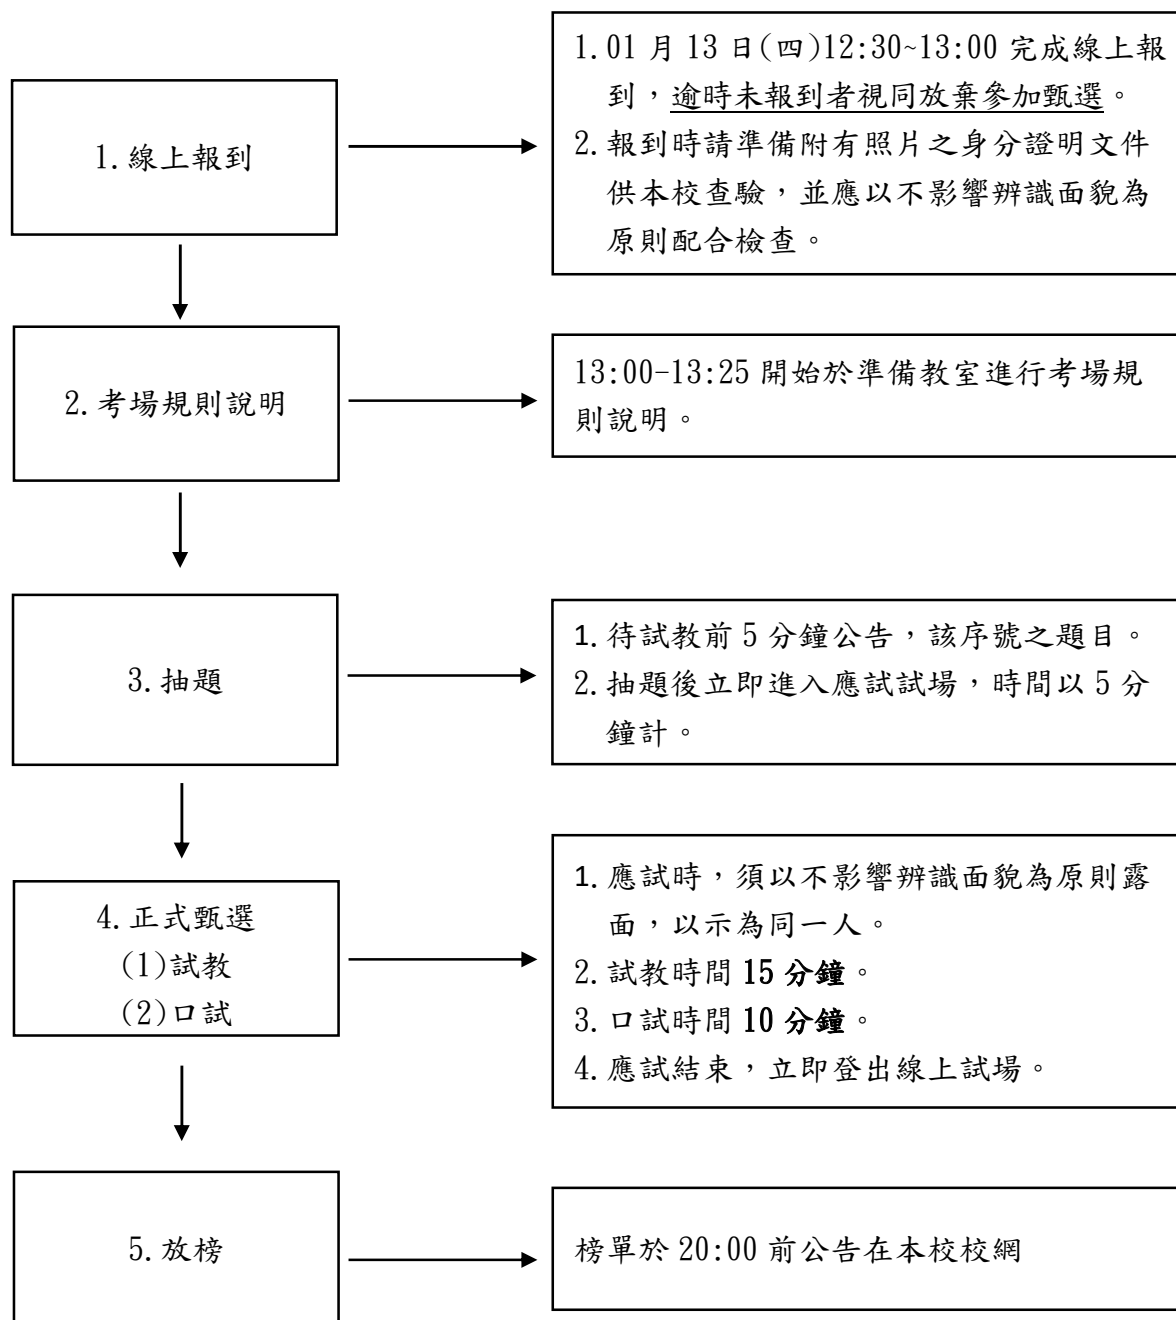 1.線上報到
1.01 月 13 日(四)12:30~13:00 完成線上報
到，逾時未報到者視同放棄參加甄選。
2.報到時請準備附有照片之身分證明文件
供本校查驗，並應以不影響辨識面貌為
原則配合檢查。
2.考場規則說明
13:00-13:25 開始於準備教室進行考場規
則說明。
3.抽題
1.待試教前 5 分鐘公告，該序號之題目。
2.抽題後立即進入應試試場，時間以 5 分
鐘計。
4.正式甄選
(1)試教
(2)口試
1.應試時，須以不影響辨識面貌為原則露
面，以示為同一人。
2.試教時間 15 分鐘。
3.口試時間 10 分鐘。
4.應試結束，立即登出線上試場。
5.放榜
榜單於 20:00 前公告在本校校網